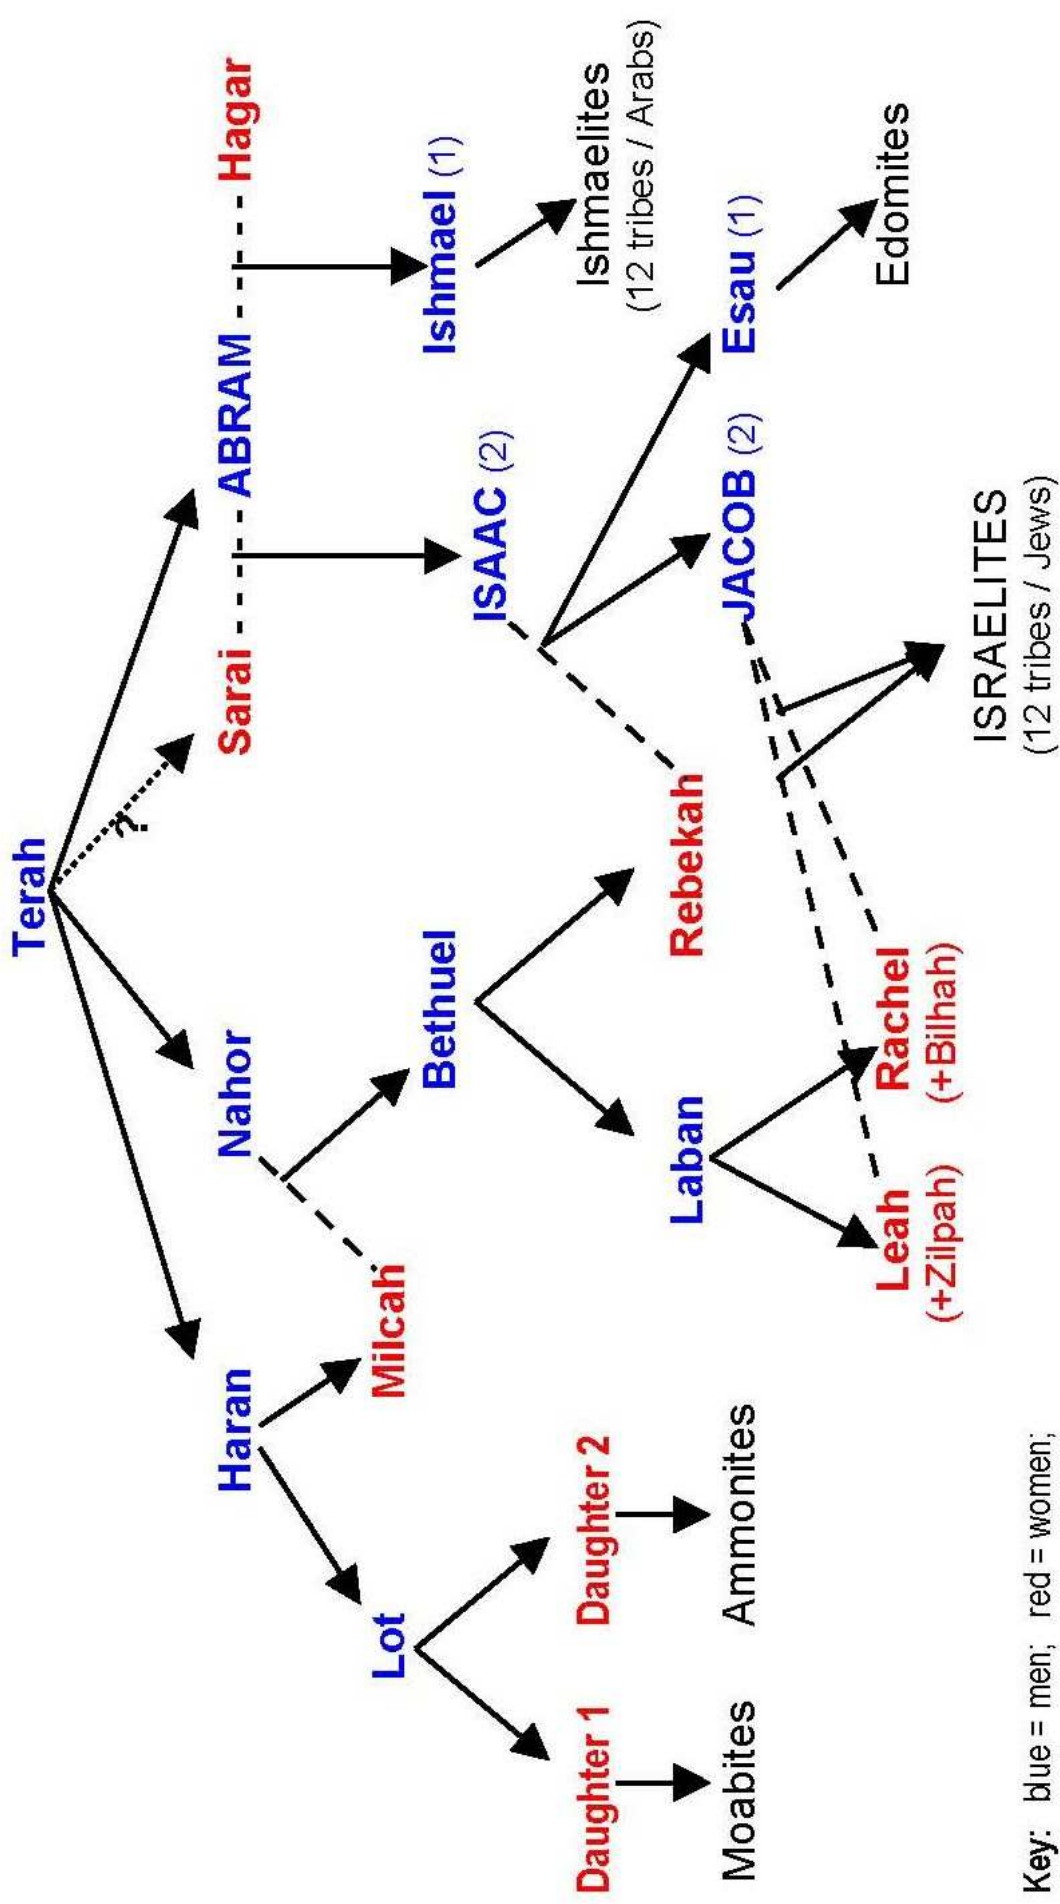 Terah
?
Haran Nahor Sarai ABRAM Hagar
Lot Milcah Bethuel Ishmael (1)
ISAAC (2)
Daughter 1 Daughter 2 Ishmaelites
(12 tribes / Arabs)
Laban Rebekah
Moabites Ammonites JACOB (2) Esau (1)
Leah Rachel Edomites
(+Zilpah) (+Bilhah)
ISRAELITES
(12 tribes / Jews)
Key: blue = men; red = women;